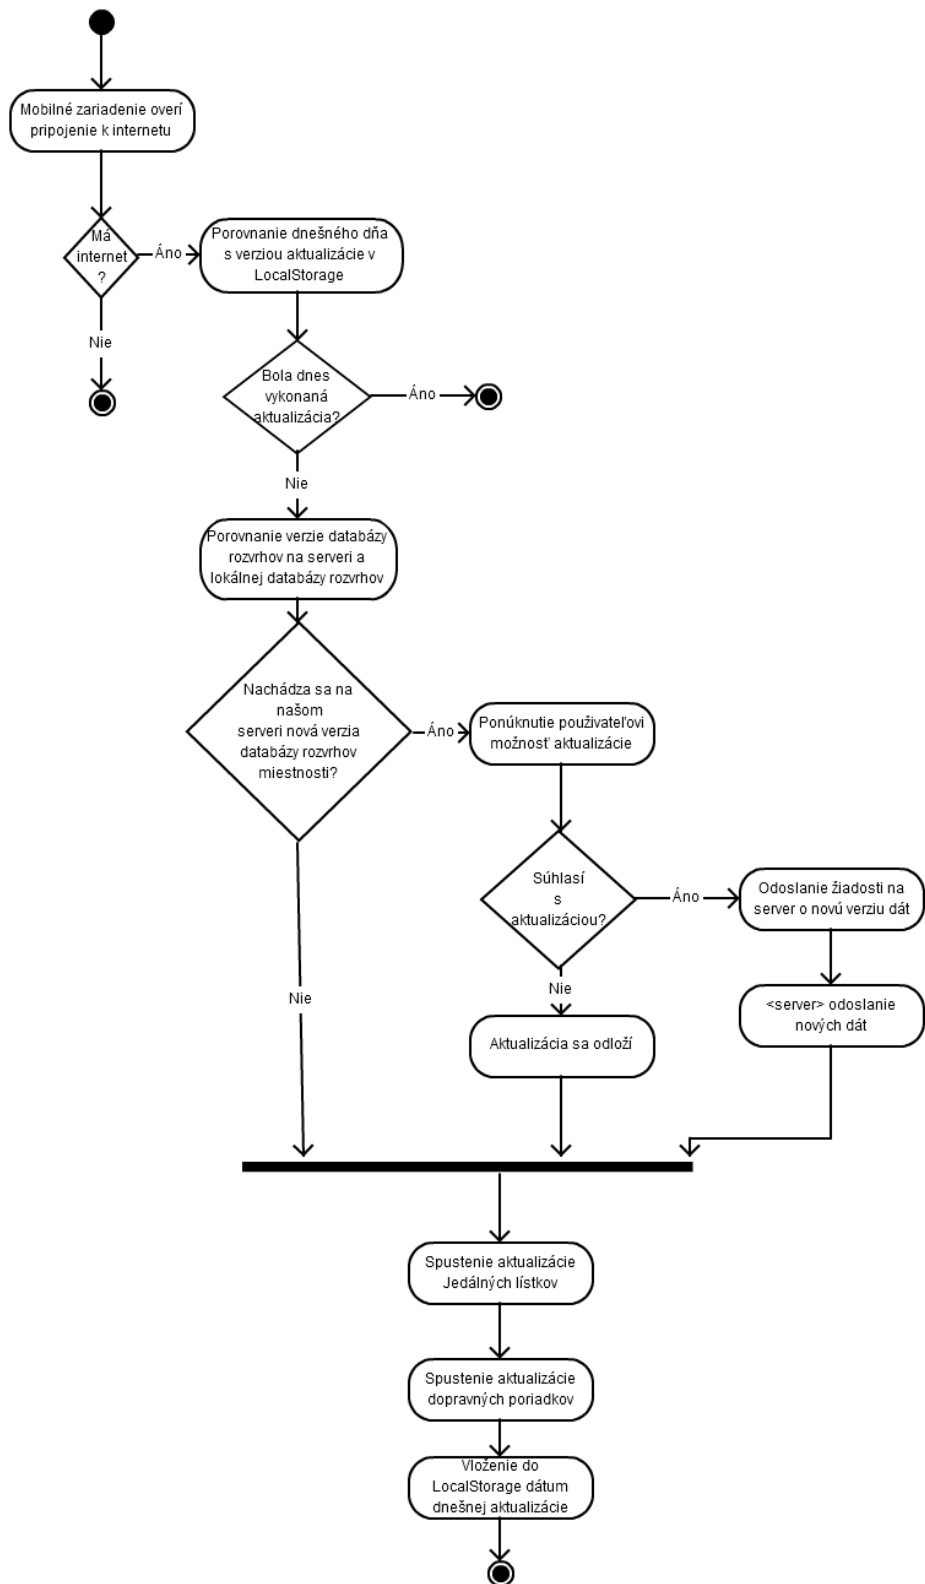 Mobilné zariadenie overí
pripojenie k internetu
Má
internet
?
Áno
Porovnanie dnešného dňa
s verziou aktualizácie v
LocalStorage
Nie
Bola dnes
vykonaná
aktualizácia?
Áno
Nie
Porovnanie verzie databázy
rozvrhov na serveri a
lokálnej databázy rozvrhov
Nachádza sa na
našom
serveri nová verzia
databázy rozvrhov
miestnosti?
Áno
Ponúknutie použivateľovi
možnosť aktualizácie
Súhlasí
s
aktualizáciou?
Áno
Odoslanie žiadosti na
server o novú verziu dát
Nie
Nie
<server> odoslanie
nových dát
Aktualizácia sa odloží
Spustenie aktualizácie
Jedálných lístkov
Spustenie aktualizácie
dopravných poriadkov
Vloženie do
LocalStorage dátum
dnešnej aktualizácie